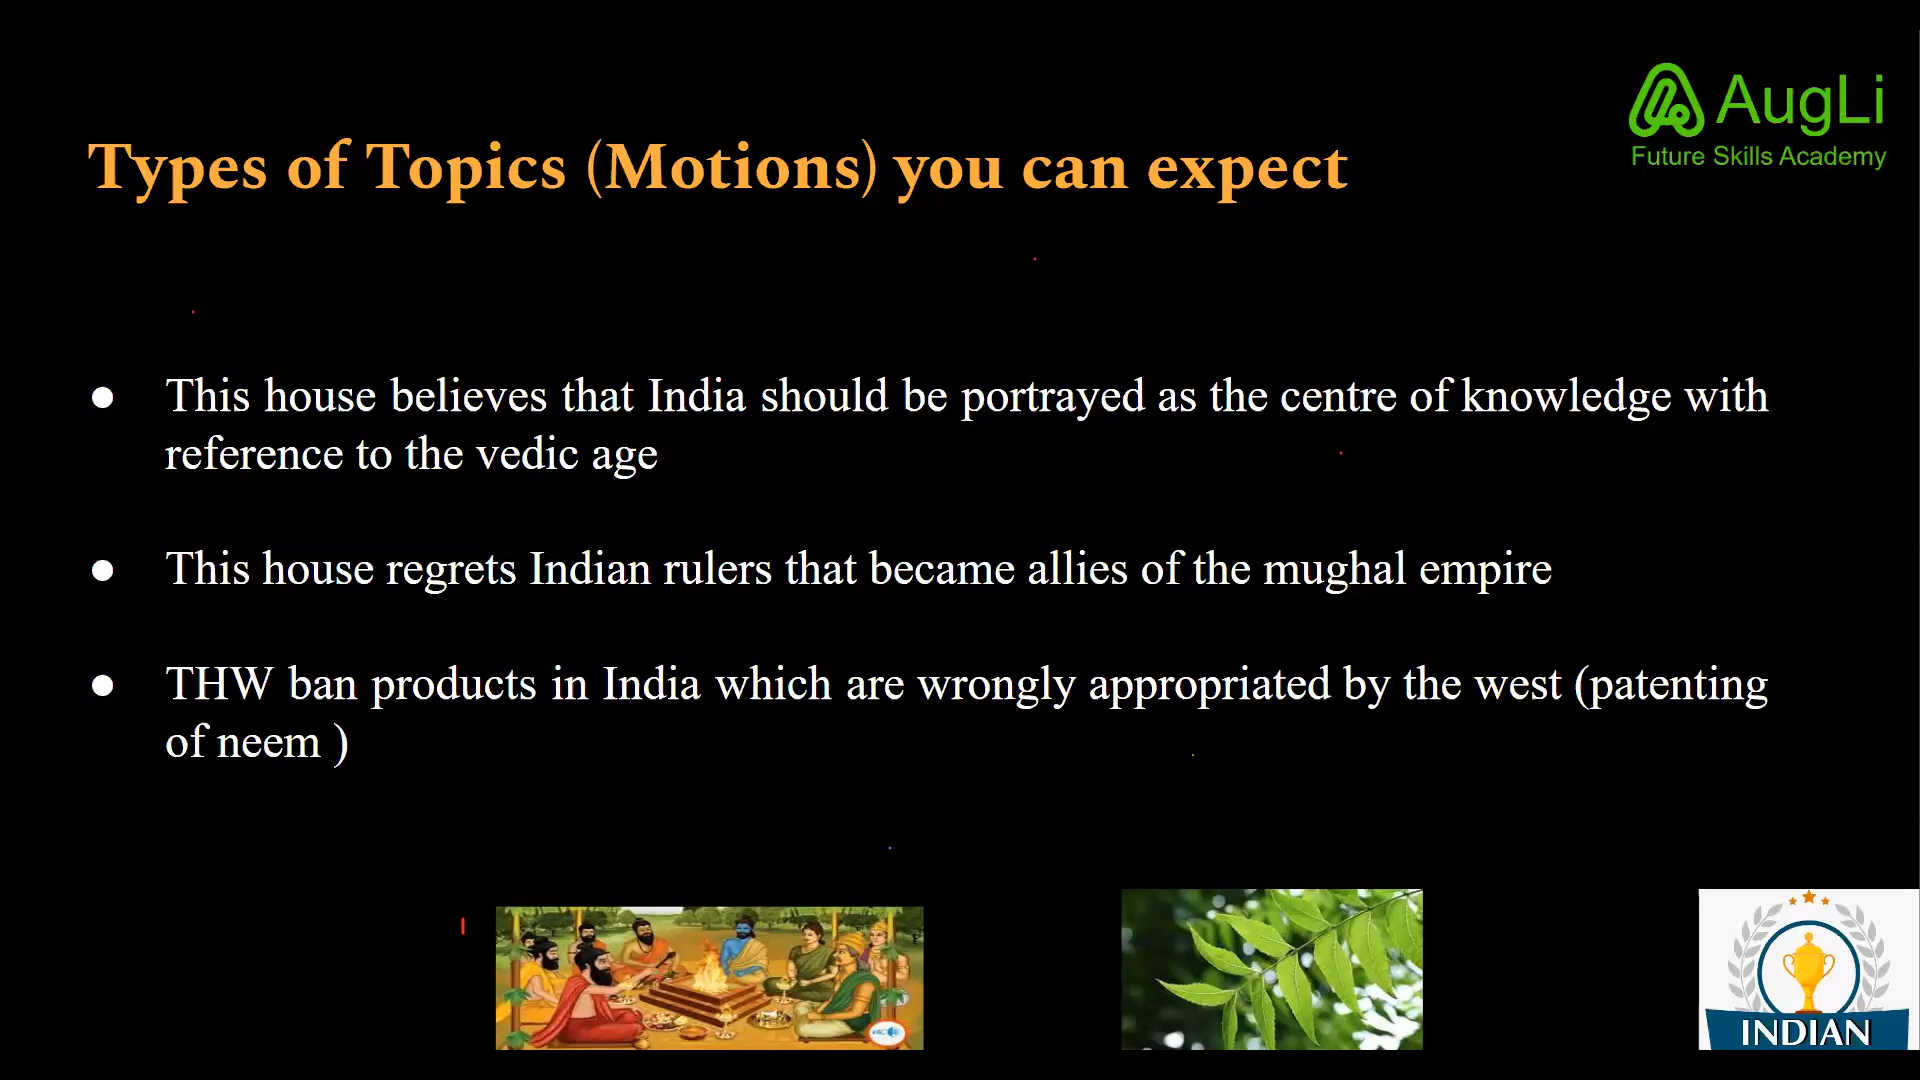 AugLi
Future Skills Academy
Types of Topics (Motions) you can expect
● This house believes that India should be portrayed as the centre of knowledge with
reference to the vedic age
● This house regrets Indian rulers that became allies of the mughal empire
● THW ban products in India which are wrongly appropriated by the west (patenting
of neem )
INDIAN